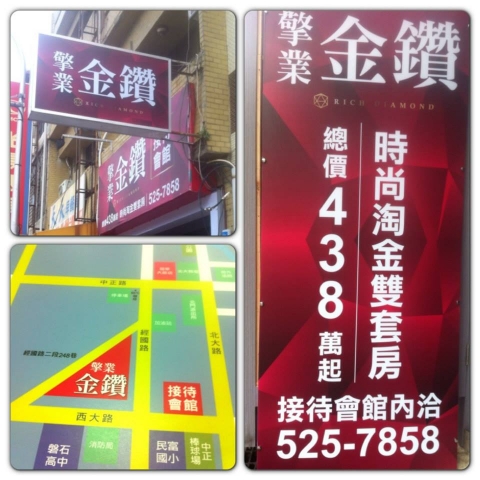 擎業
金鑽
RICH DIAMOND
擎業
金鑽
接待
會館
525-7858
擎業
金鑽
RICH DIAMOND
時尚淘金雙套房
總價438萬起
接待會館內洽
525-7858
中正路
經國路
北大路
經國路二段248巷
擎業
金鑽
接待
會館
西大路
磐石
高中
消防局
民富
國小
中正
棒球場